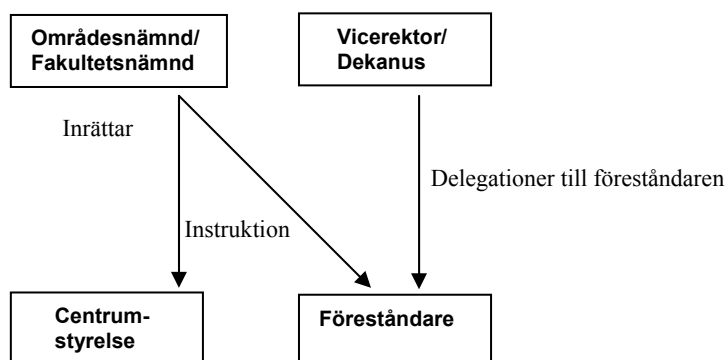 Områdesnämnd/
Fakultetsnämnd
Vicerektor/
Dekanus
Inrättar
Delegationer till föreståndaren
Instruktion
Centrum-
styrelse
Föreståndare